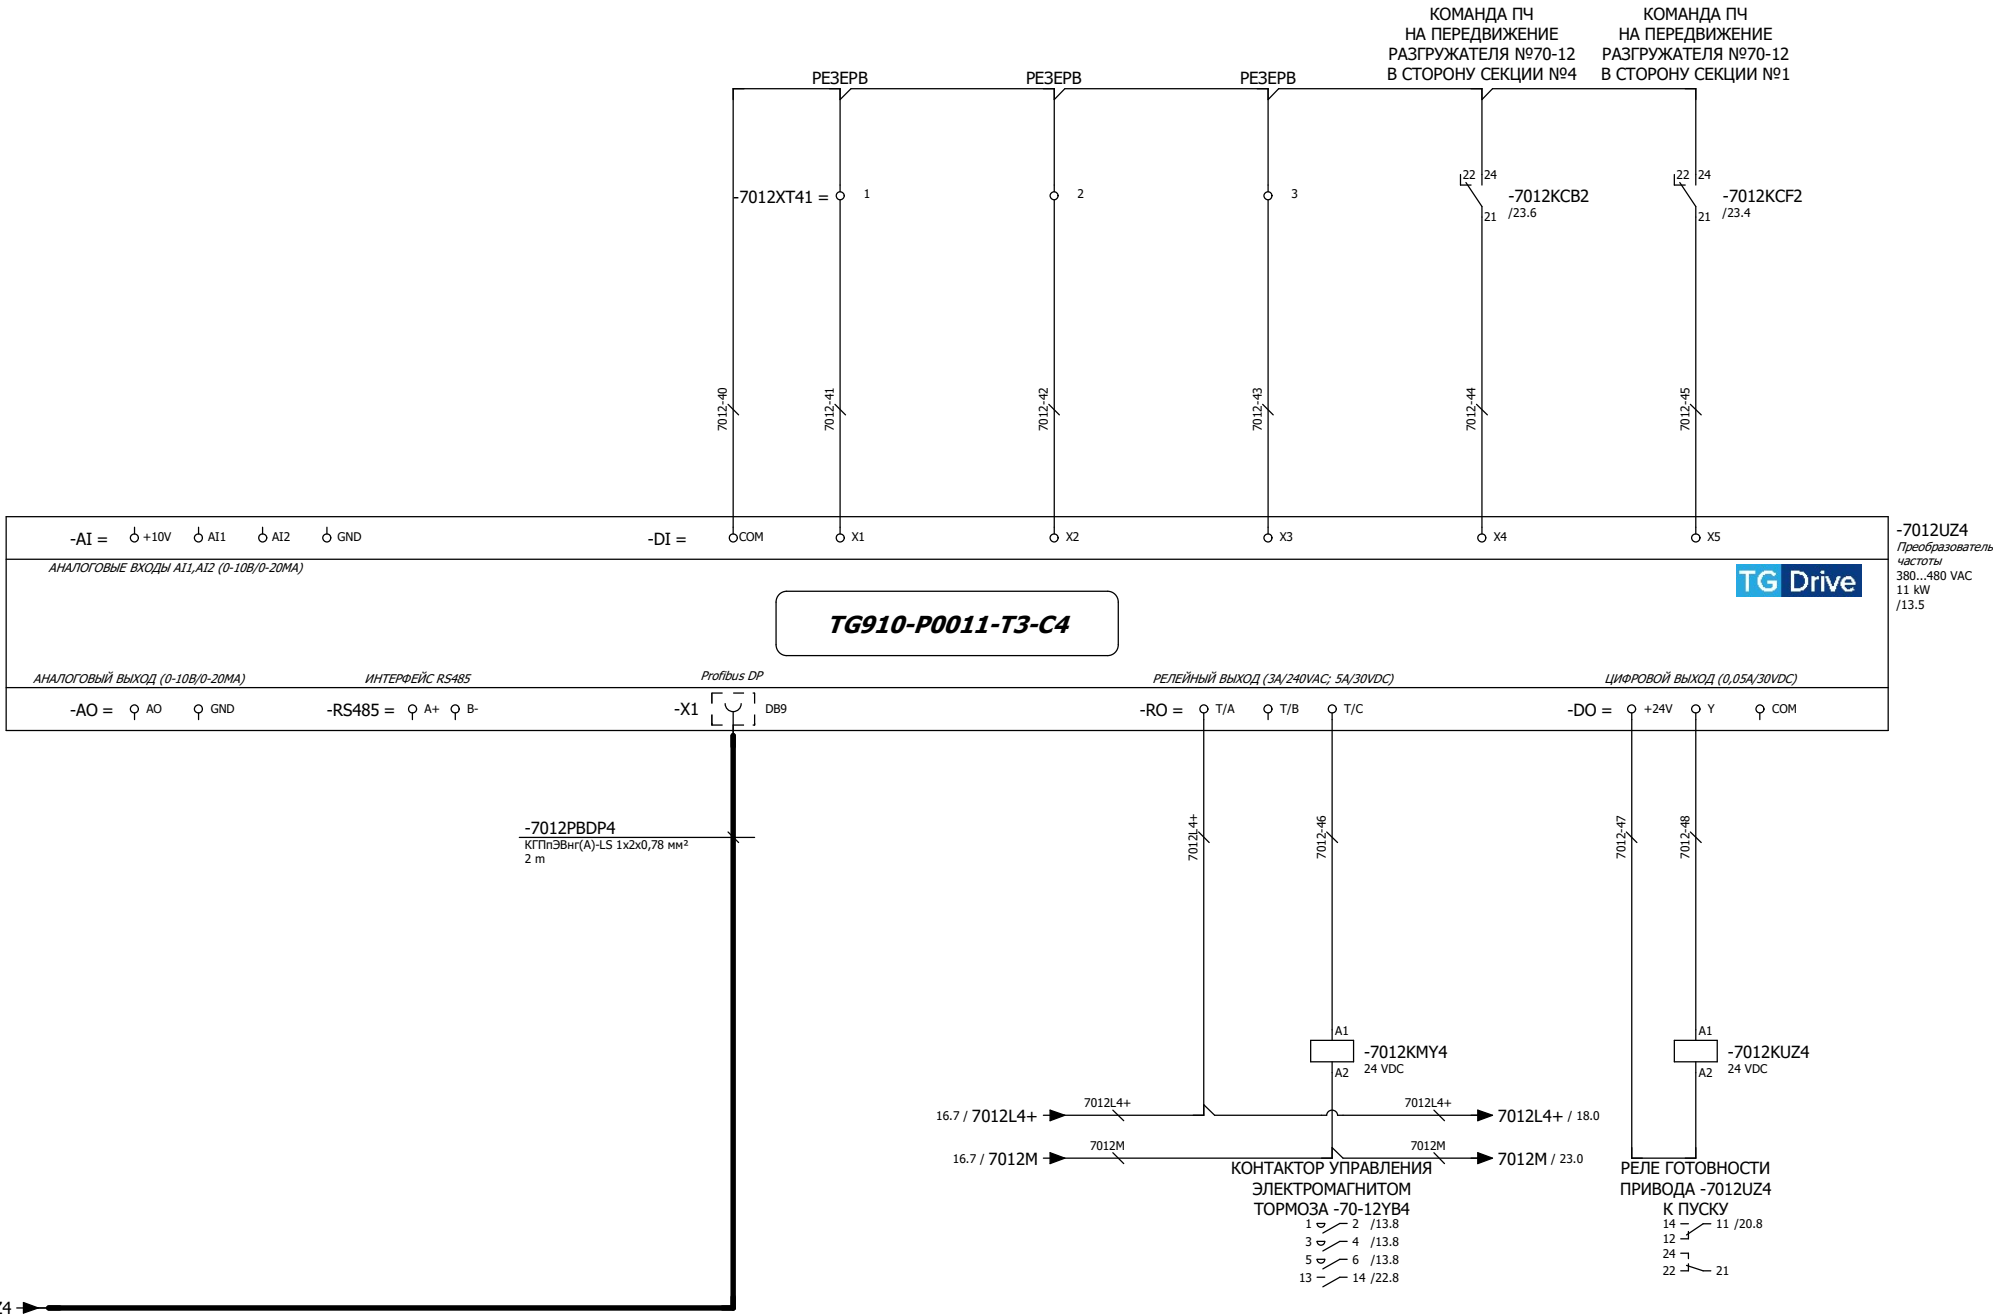 КОМАНДА ПЧ
НА ПЕРЕДВИЖЕНИЕ
РАЗГРУЖАТЕЛЯ №70-12
В СТОРОНУ СЕКЦИИ №4
КОМАНДА ПЧ
НА ПЕРЕДВИЖЕНИЕ
РАЗГРУЖАТЕЛЯ №70-12
В СТОРОНУ СЕКЦИИ №1
РЕЗЕРВ
РЕЗЕРВ
РЕЗЕРВ
-7012XT41 =
1
2
3
22 24
21
-7012KCB2
/23.6
22 24
21
-7012KCF2
/23.4
7012-40
7012-41
7012-42
7012-43
7012-44
7012-45
-AI = +10V AI1 AI2 GND
-DI = COM X1 X2 X3 X4 X5
-7012UZ4
Преобразователь
частоты
380...480 VAC
11 kW
/13.5
АНАЛОГОВЫЕ ВХОДЫ AI1,AI2 (0-10В/0-20МА)
TG Drive
TG910-P0011-T3-C4
АНАЛОГОВЫЙ ВЫХОД (0-10В/0-20МА)
ИНТЕРФЕЙС RS485
Profibus DP
РЕЛЕЙНЫЙ ВЫХОД (3А/240VAC; 5А/30VDC)
ЦИФРОВОЙ ВЫХОД (0,05А/30VDC)
-AO = AO GND
-RS485 = A+ B-
-X1 DB9
-RO = T/A T/B T/C
-DO = +24V Y COM
-7012PBDP4
КГПпЭВнг(А)-LS 1x2x0,78 мм²
2 m
7012L4+
7012-46
7012-47
7012-48
A1
-7012KMY4
24 VDC
A2
A1
-7012KUZ4
24 VDC
A2
16.7 / 7012L4+
7012L4+
7012L4+
7012L4+ / 18.0
16.7 / 7012M
7012M
7012M
7012M / 23.0
КОНТАКТОР УПРАВЛЕНИЯ
ЭЛЕКТРОМАГНИТОМ
ТОРМОЗА -70-12YB4
1 2 /13.8
3 4 /13.8
5 6 /13.8
13 14 /22.8
РЕЛЕ ГОТОВНОСТИ
ПРИВОДА -7012UZ4
К ПУСКУ
14 11 /20.8
12
24
22 21